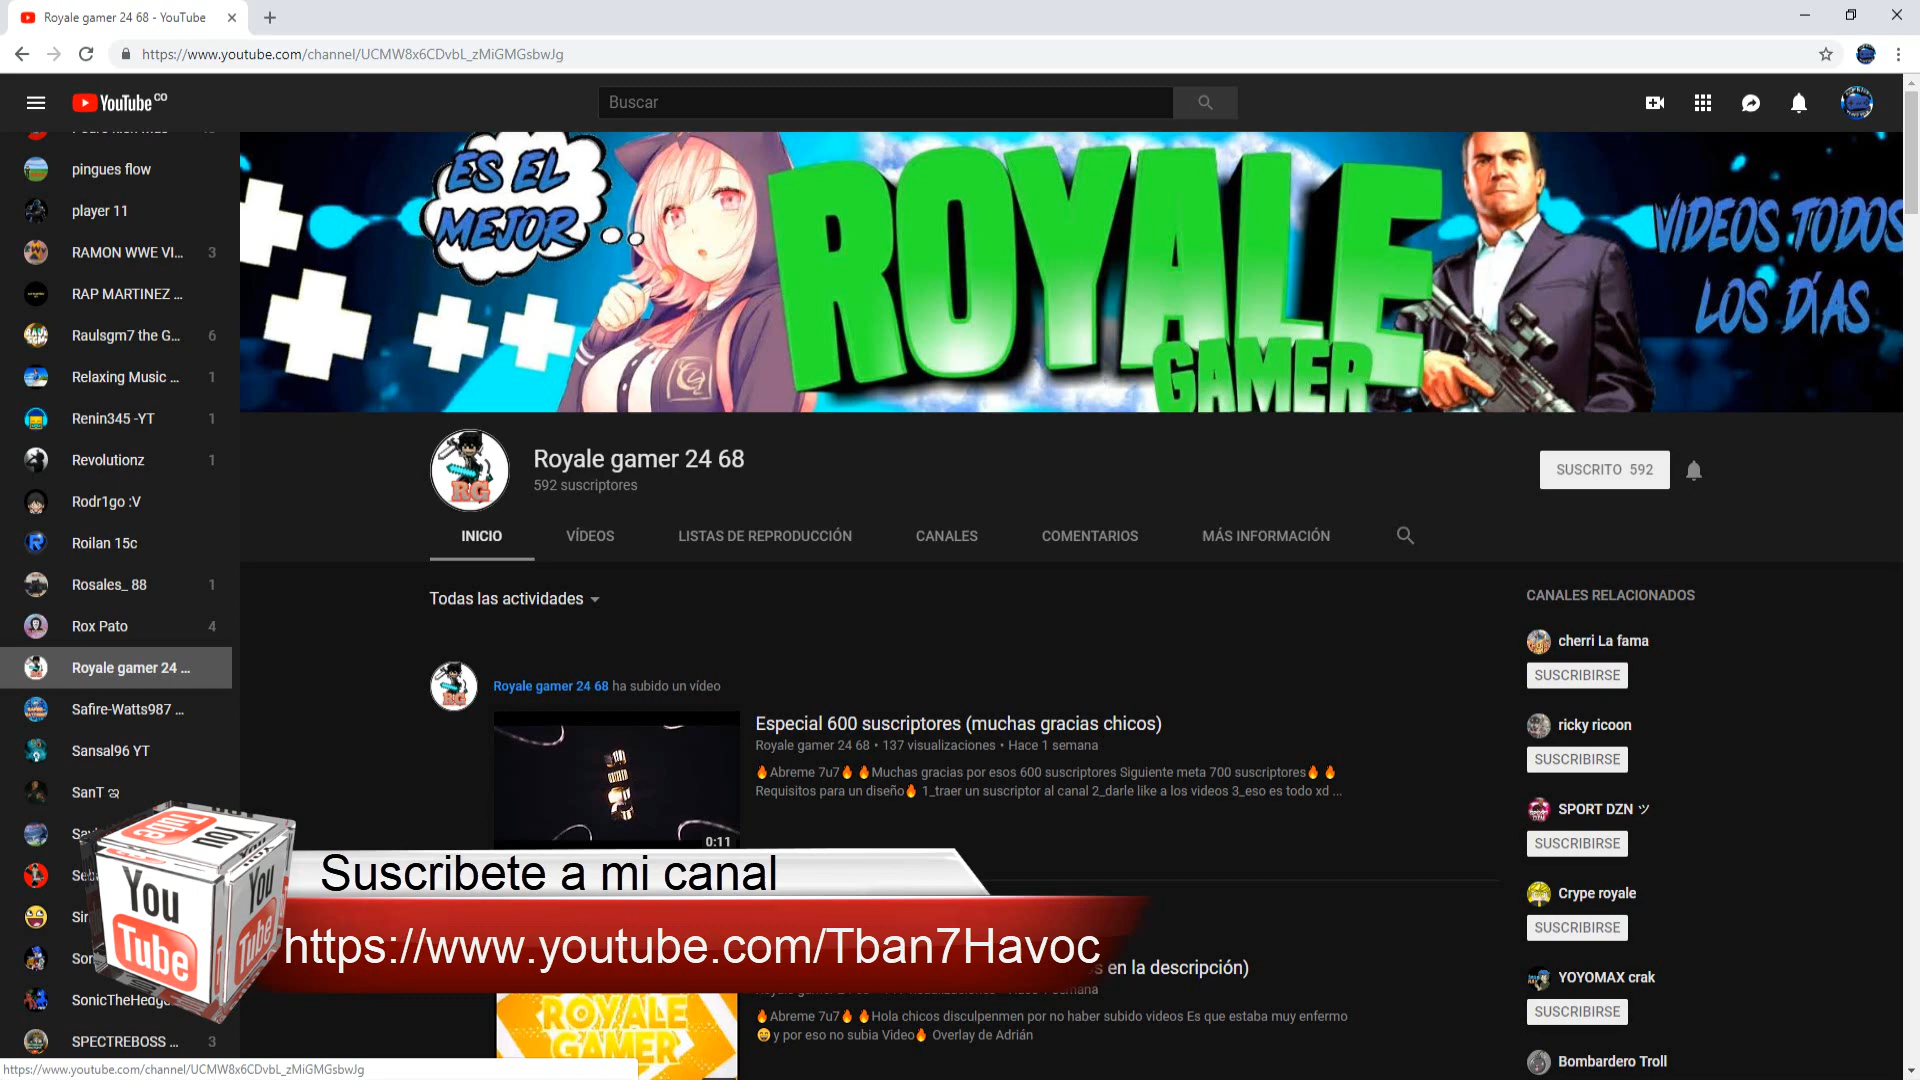 Royale gamer 24 68 - YouTube
https://www.youtube.com/channel/UCMW8x6CDvbL_zMiGMGsbwJg
YouTube CO
Buscar
pingues flow
player 11
RAMON WWE VI... 3
RAP MARTINEZ ...
Raulsgm7 the G... 6
Relaxing Music ... 1
Renin345 -YT 1
Revolutionz 1
Rodr1go :V
Roilan 15c
Rosales_ 88 1
Rox Pato 4
Royale gamer 24 ...
Safire-Watts987 ...
Sansal96 YT
SanT
SonicTheHedge
SPECTREBOSS ... 3
ES EL
MEJOR
ROYALE
GAMER
VIDEOS TODOS
LOS DÍAS
RG
Royale gamer 24 68
592 suscriptores
SUSCRITO 592
INICIO VÍDEOS LISTAS DE REPRODUCCIÓN CANALES COMENTARIOS MÁS INFORMACIÓN
Todas las actividades
Royale gamer 24 68 ha subido un vídeo
Especial 600 suscriptores (muchas gracias chicos)
Royale gamer 24 68 • 137 visualizaciones • Hace 1 semana
🔥Abreme 7u7🔥 🔥Muchas gracias por esos 600 suscriptores Siguiente meta 700 suscriptores🔥 🔥
Requisitos para un diseño🔥 1_traer un suscriptor al canal 2_darle like a los videos 3_eso es todo xd ...
0:11
Suscribete a mi canal
https://www.youtube.com/Tban7Havoc
You
Tube
en la descripción)
🔥Abreme 7u7🔥 🔥Hola chicos disculpenmen por no haber subido videos Es que estaba muy enfermo
😄y por eso no subia Video🔥 Overlay de Adrián
ROYALE
GAMER
CANALES RELACIONADOS
cherri La fama
SUSCRIBIRSE
ricky ricoon
SUSCRIBIRSE
SPORT DZN ツ
SUSCRIBIRSE
Crype royale
SUSCRIBIRSE
YOYOMAX crak
SUSCRIBIRSE
Bombardero Troll
https://www.youtube.com/channel/UCMW8x6CDvbL_zMiGMGsbwJg